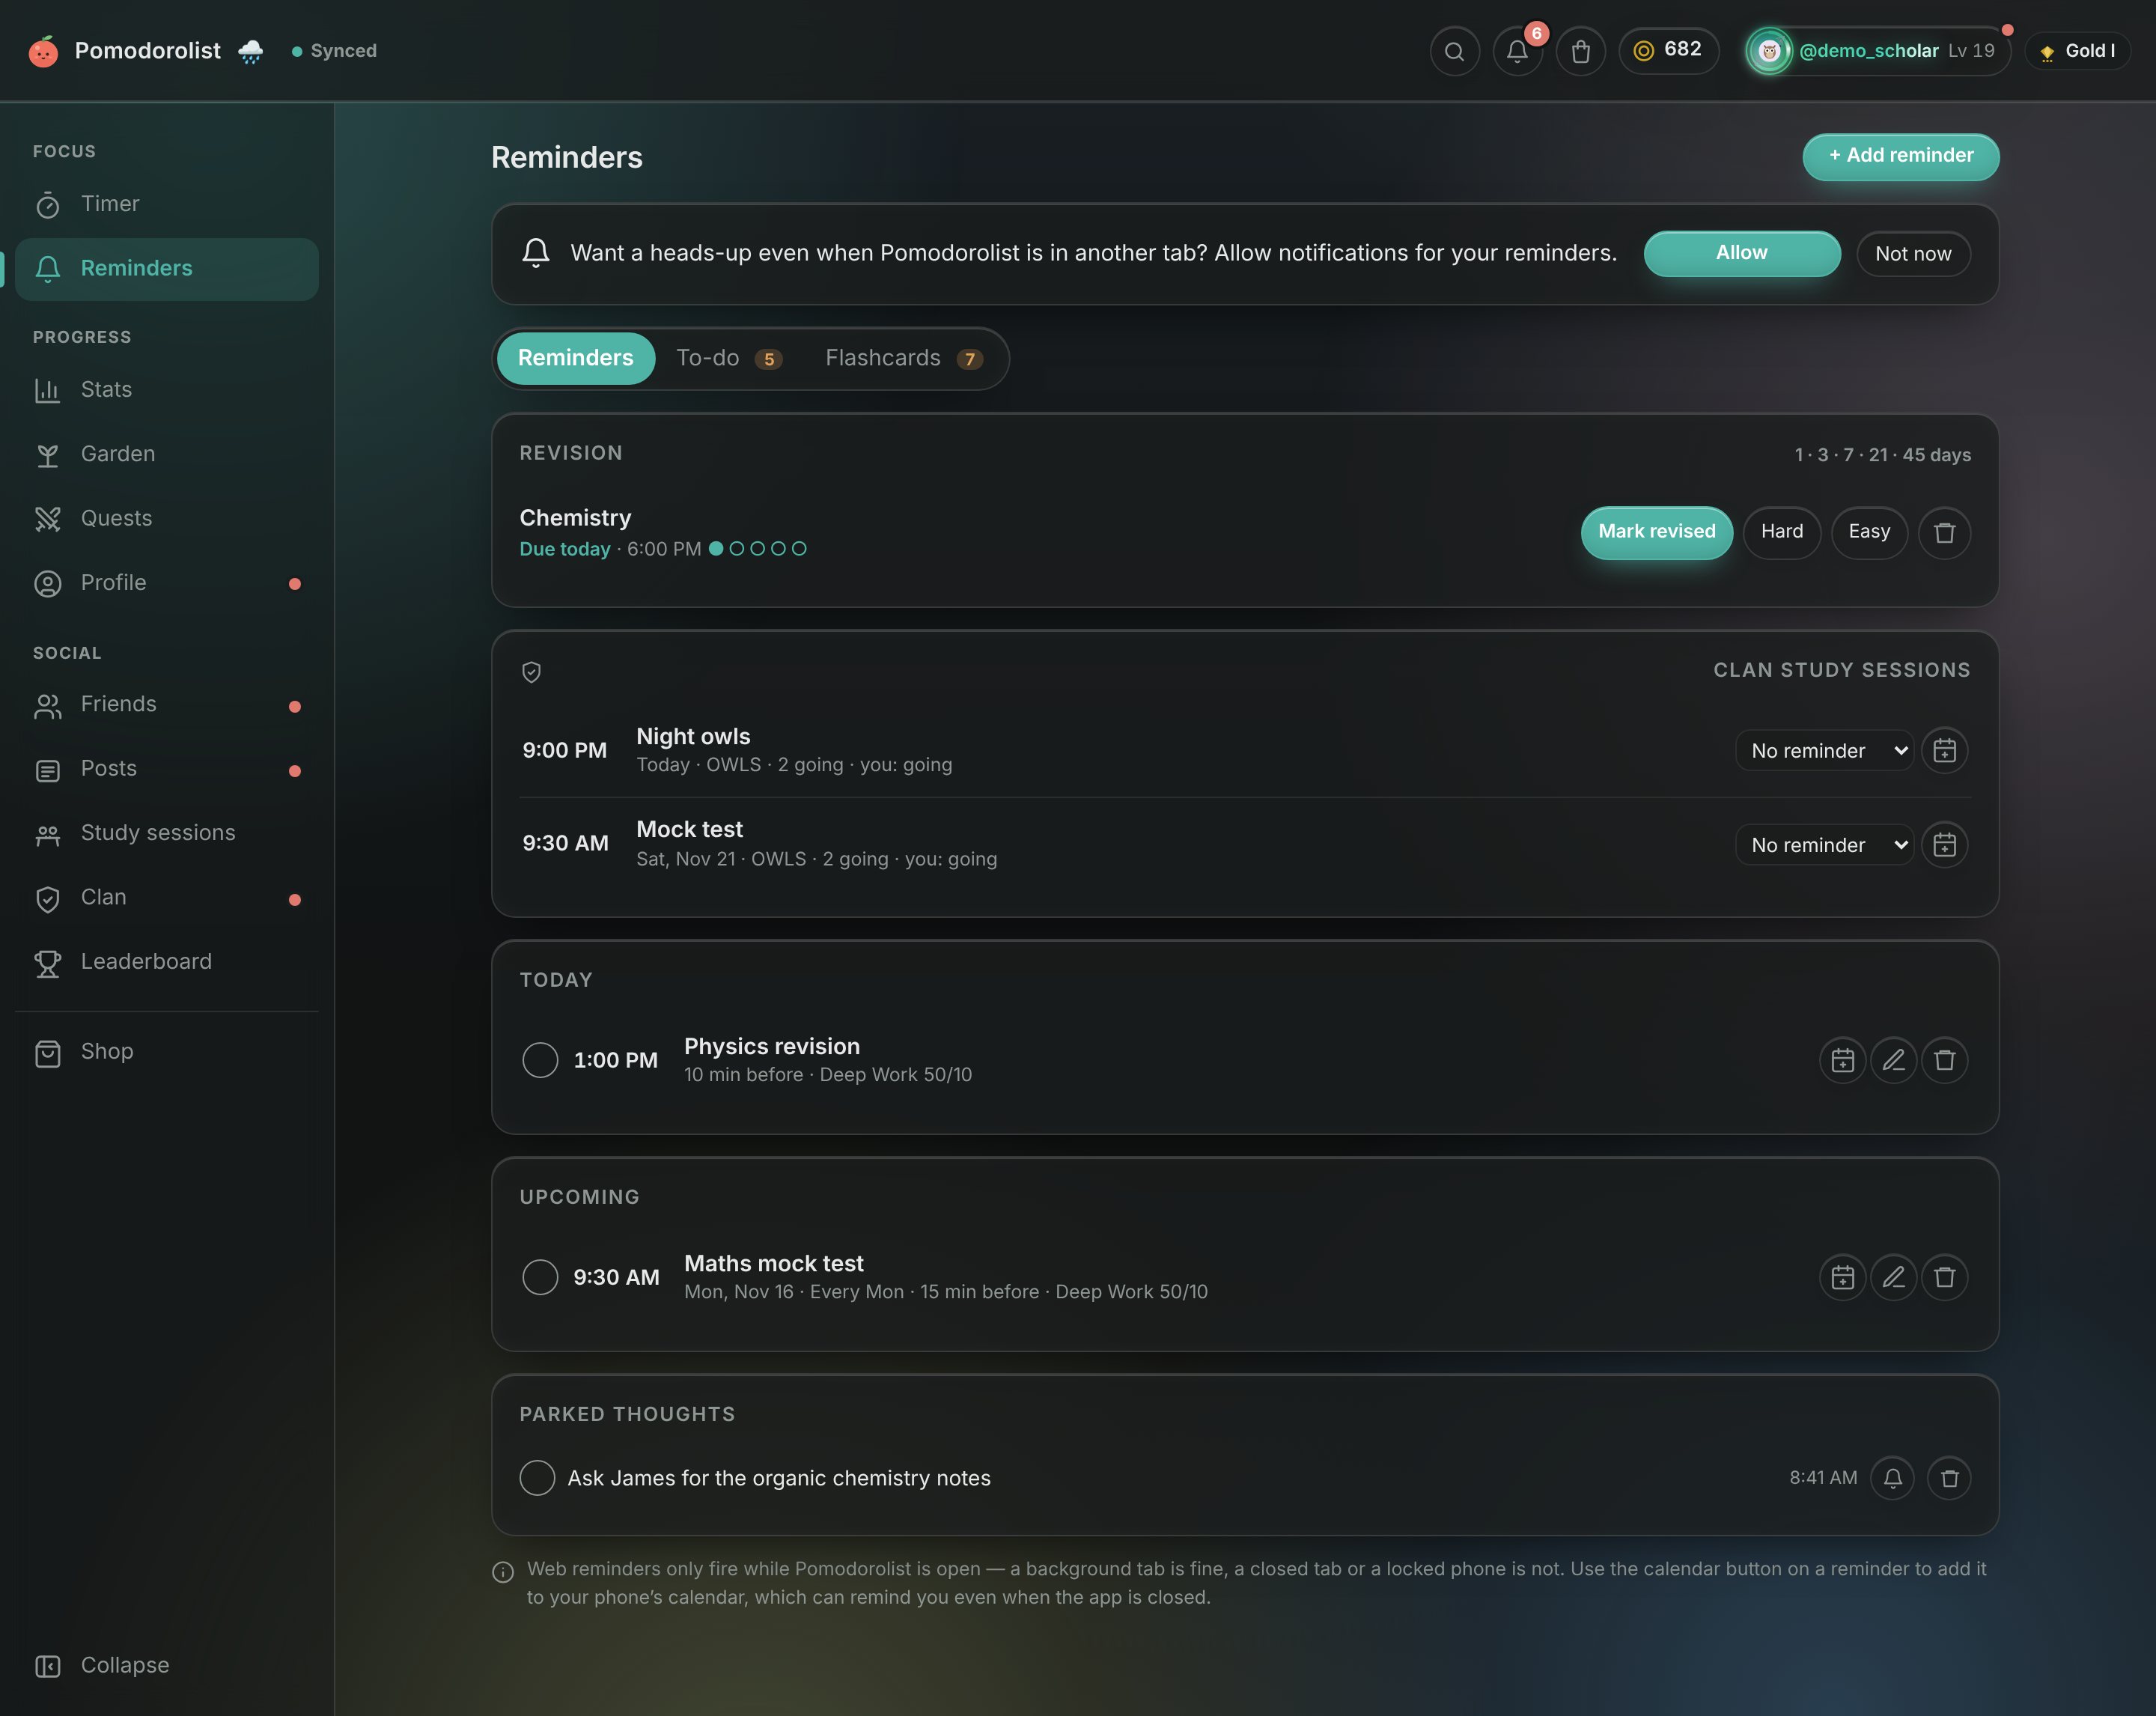 Pomodorolist
Synced
6
682
@demo_scholar Lv 19
Gold I
FOCUS
Timer
Reminders
PROGRESS
Stats
Garden
Quests
Profile
SOCIAL
Friends
Posts
Study sessions
Clan
Leaderboard
Shop
Collapse
Reminders
+ Add reminder
Want a heads-up even when Pomodorolist is in another tab? Allow notifications for your reminders.
Allow
Not now
Reminders
To-do 5
Flashcards 7
REVISION
1 · 3 · 7 · 21 · 45 days
Chemistry
Due today · 6:00 PM
Mark revised
Hard
Easy
CLAN STUDY SESSIONS
9:00 PM
Night owls
Today · OWLS · 2 going · you: going
No reminder
9:30 AM
Mock test
Sat, Nov 21 · OWLS · 2 going · you: going
No reminder
TODAY
1:00 PM
Physics revision
10 min before · Deep Work 50/10
UPCOMING
9:30 AM
Maths mock test
Mon, Nov 16 · Every Mon · 15 min before · Deep Work 50/10
PARKED THOUGHTS
Ask James for the organic chemistry notes
8:41 AM
Web reminders only fire while Pomodorolist is open — a background tab is fine, a closed tab or a locked phone is not. Use the calendar button on a reminder to add it
to your phone’s calendar, which can remind you even when the app is closed.